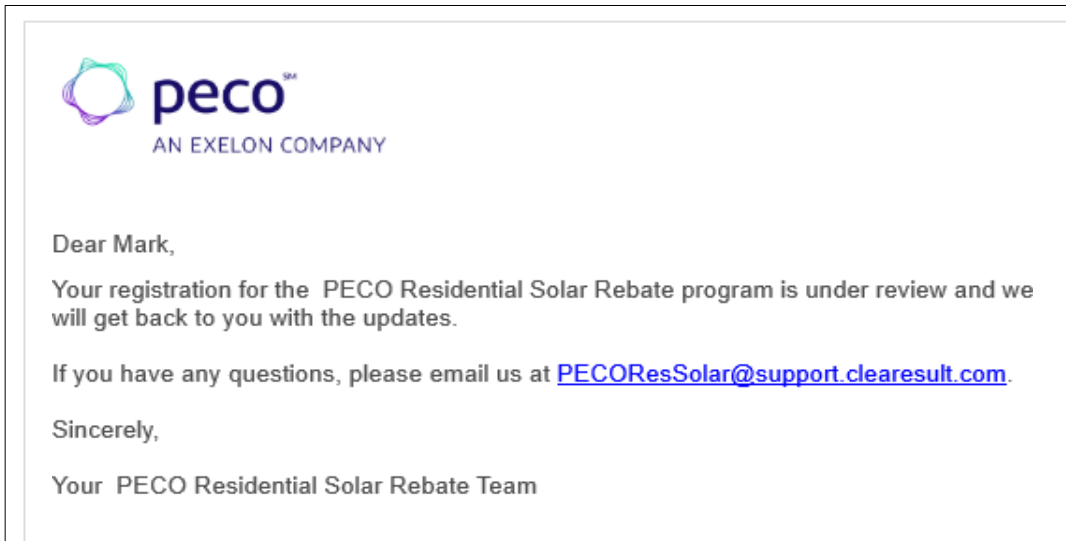 peco℠
AN EXELON COMPANY
Dear Mark,
Your registration for the  PECO Residential Solar Rebate program is under review and we
will get back to you with the updates.
If you have any questions, please email us at PECOResSolar@support.clearesult.com.
Sincerely,
Your  PECO Residential Solar Rebate Team